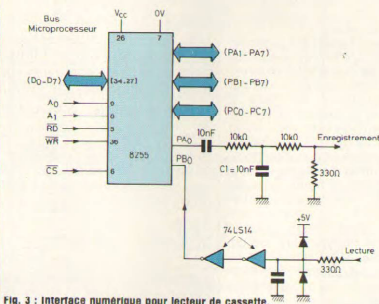 Bus
Microprocesseur
VCC
0V
26
7
(D0-D7)
(34,27)
(PA1 - PA7)
(PB1 - PB7)
(PC0 - PC7)
A0
A1
RD
5
WR
36
8255
CS
6
PA0
PB0
10nF
10kΩ
10kΩ
Enregistrement
C1 = 10nF
330Ω
74LS14
+5V
Lecture
330Ω
Fig. 3 : Interface numérique pour lecteur de cassette